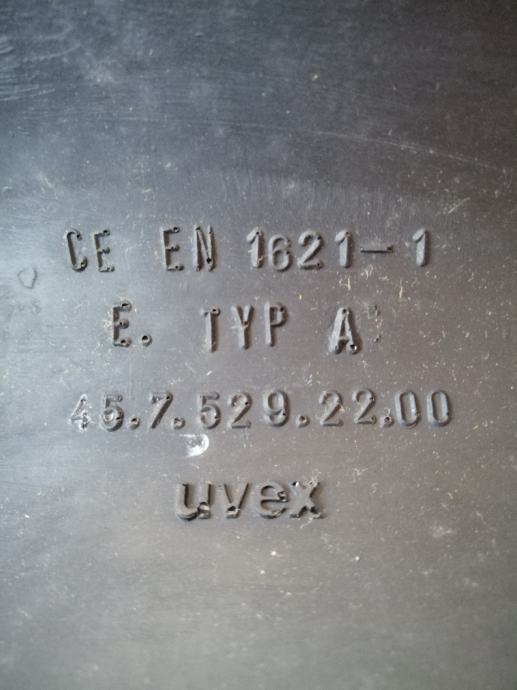 CE EN 1621-1
E. TYP A
45.7.529.22.00
uvex